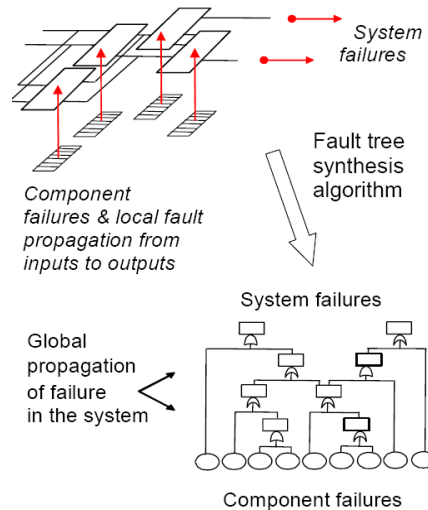 System
failures
Fault tree
synthesis
algorithm
Component
failures & local fault
propagation from
inputs to outputs
System failures
Global
propagation
of failure
in the system
Component failures